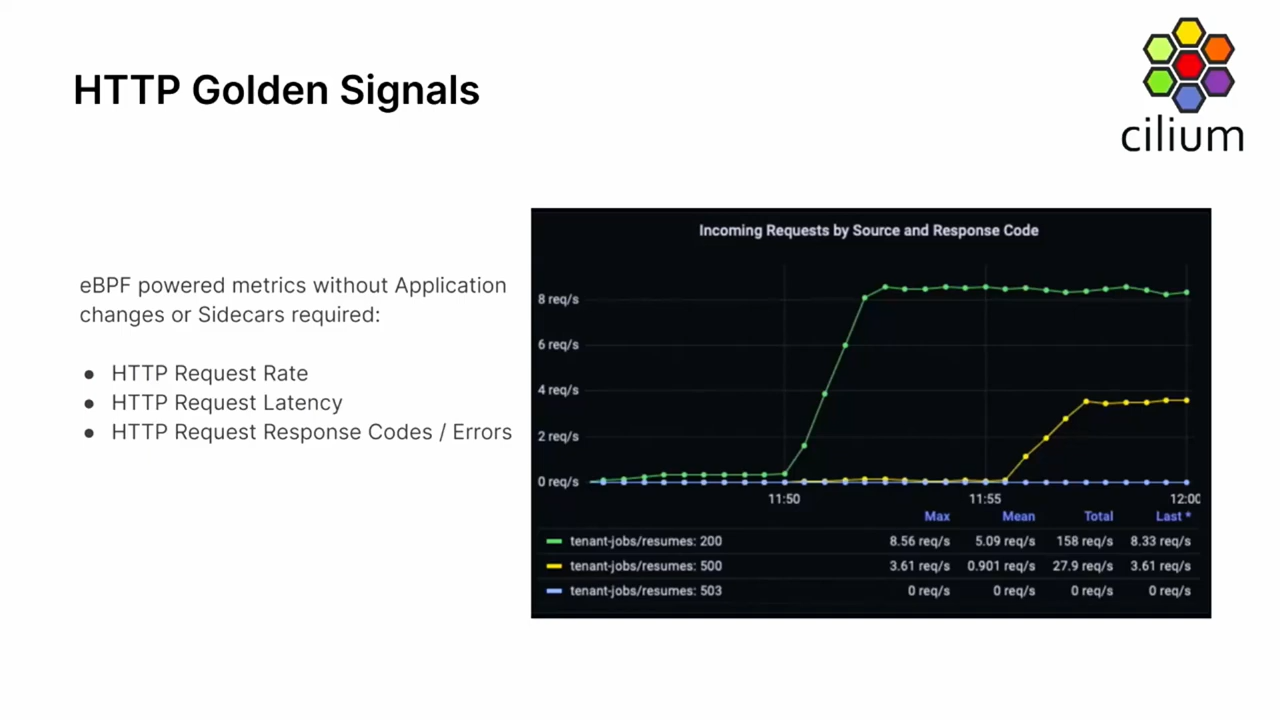 HTTP Golden Signals
cilium
eBPF powered metrics without Application
changes or Sidecars required:
● HTTP Request Rate
● HTTP Request Latency
● HTTP Request Response Codes / Errors
Incoming Requests by Source and Response Code
8 req/s
6 req/s
4 req/s
2 req/s
0 req/s
11:50 11:55 12:00
Max Mean Total Last *
tenant-jobs/resumes: 200 8.56 req/s 5.09 req/s 158 req/s 8.33 req/s
tenant-jobs/resumes: 500 3.61 req/s 0.901 req/s 27.9 req/s 3.61 req/s
tenant-jobs/resumes: 503 0 req/s 0 req/s 0 req/s 0 req/s